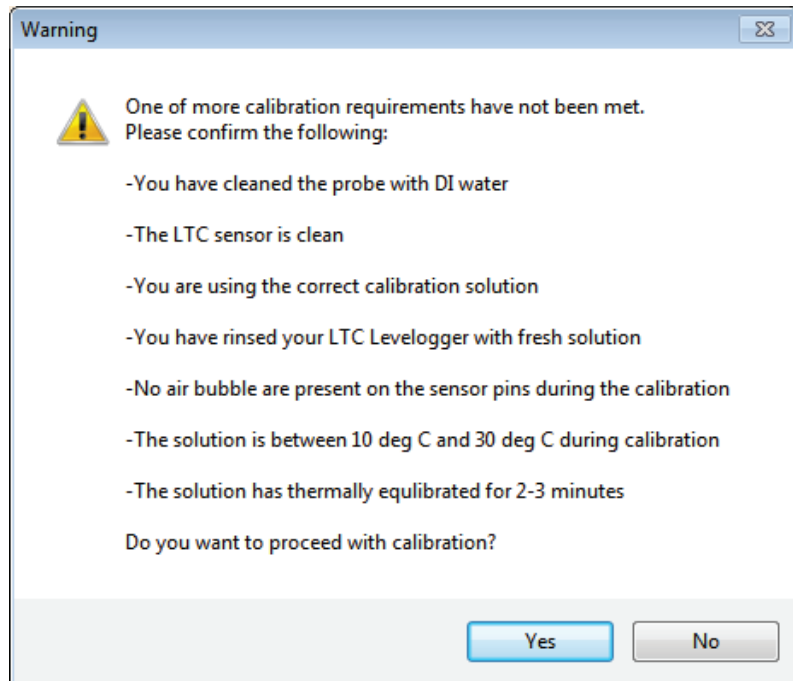 Warning
One of more calibration requirements have not been met.
Please confirm the following:
-You have cleaned the probe with DI water
-The LTC sensor is clean
-You are using the correct calibration solution
-You have rinsed your LTC Levelogger with fresh solution
-No air bubble are present on the sensor pins during the calibration
-The solution is between 10 deg C and 30 deg C during calibration
-The solution has thermally equlibrated for 2-3 minutes
Do you want to proceed with calibration?
Yes
No